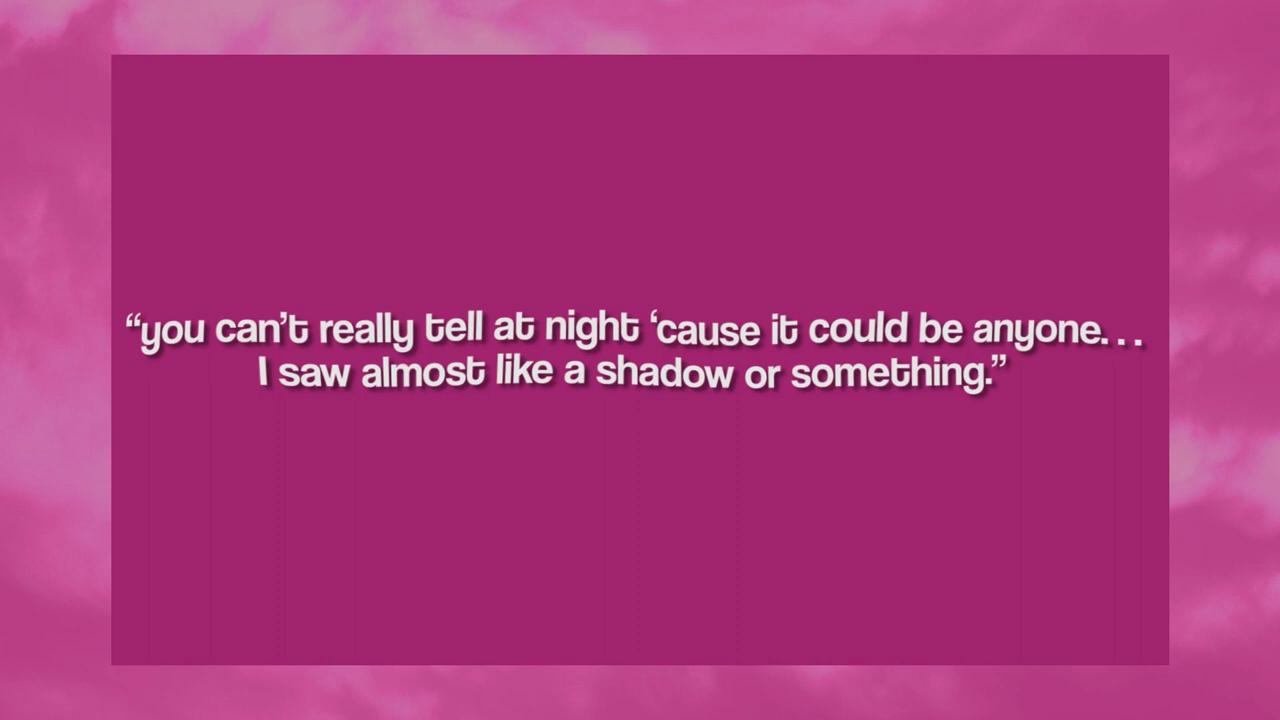 “you can’t really tell at night ‘cause it could be anyone...
I saw almost like a shadow or something.”